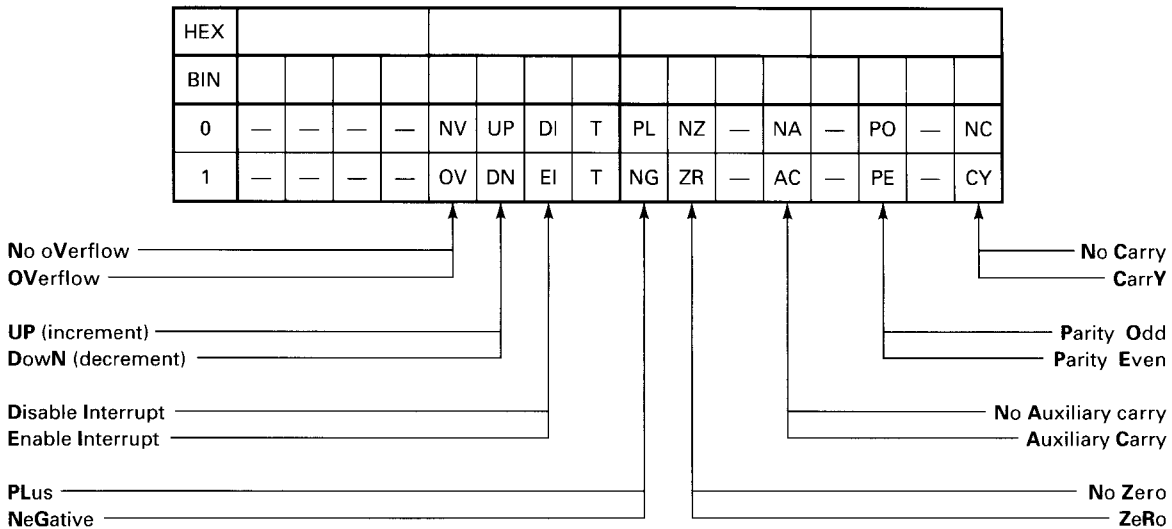 HEX
BIN
0 — — — — NV UP DI T PL NZ — NA — PO — NC
1 — — — — OV DN EI T NG ZR — AC — PE — CY
No oVerflow
OVerflow
UP (increment)
DowN (decrement)
Disable Interrupt
Enable Interrupt
PLus
NeGative
No Carry
CarrY
Parity Odd
Parity Even
No Auxiliary carry
Auxiliary Carry
No Zero
ZeRo